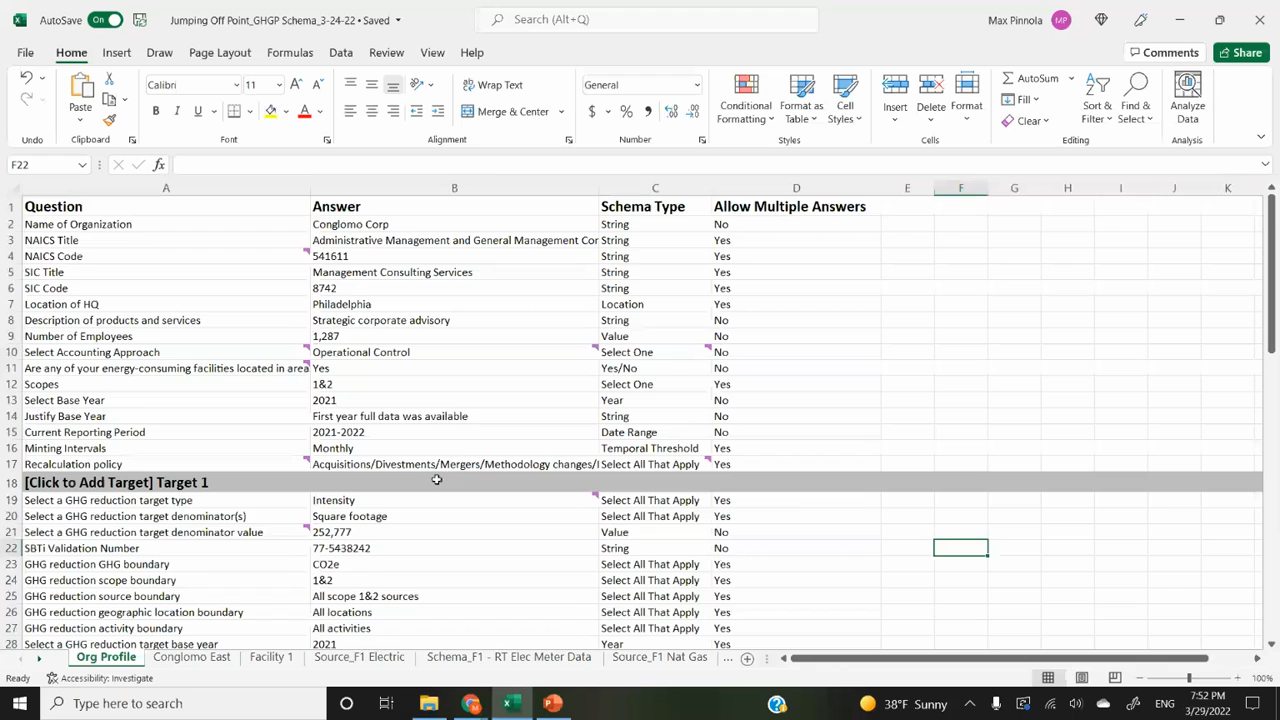 AutoSave On Jumping Off Point_GHGP Schema_3-24-22 • Saved Search (Alt+Q) Max Pinnola MP
File Home Insert Draw Page Layout Formulas Data Review View Help Comments Share
Calibri 11 Wrap Text General AutoSum
Paste Merge & Center Conditional Formatting Format as Table Cell Styles Insert Delete Format Fill Clear Sort & Filter Find & Select Analyze Data
Undo Clipboard Font Alignment Number Styles Cells Editing Analysis
F22 fx
A B C D E F G H I J K
1 Question Answer Schema Type Allow Multiple Answers
2 Name of Organization Conglomo Corp String No
3 NAICS Title Administrative Management and General Management Cor String Yes
4 NAICS Code 541611 String Yes
5 SIC Title Management Consulting Services String Yes
6 SIC Code 8742 String Yes
7 Location of HQ Philadelphia Location Yes
8 Description of products and services Strategic corporate advisory String No
9 Number of Employees 1,287 Value No
10 Select Accounting Approach Operational Control Select One No
11 Are any of your energy-consuming facilities located in area Yes Yes/No No
12 Scopes 1&2 Select One Yes
13 Select Base Year 2021 Year No
14 Justify Base Year First year full data was available String No
15 Current Reporting Period 2021-2022 Date Range No
16 Minting Intervals Monthly Temporal Threshold Yes
17 Recalculation policy Acquisitions/Divestments/Mergers/Methodology changes/I Select All That Apply Yes
18 [Click to Add Target] Target 1
19 Select a GHG reduction target type Intensity Select All That Apply Yes
20 Select a GHG reduction target denominator(s) Square footage Select All That Apply Yes
21 Select a GHG reduction target denominator value 252,777 Value No
22 SBTi Validation Number 77-5438242 String No
23 GHG reduction GHG boundary CO2e Select All That Apply Yes
24 GHG reduction scope boundary 1&2 Select All That Apply Yes
25 GHG reduction source boundary All scope 1&2 sources Select All That Apply Yes
26 GHG reduction geographic location boundary All locations Select All That Apply Yes
27 GHG reduction activity boundary All activities Select All That Apply Yes
28 Select a GHG reduction target base year 2021 Year No
Org Profile Conglomo East Facility 1 Source_F1 Electric Schema_F1 - RT Elec Meter Data Source_F1 Nat Gas ...
Ready Accessibility: Investigate 100%
Type here to search 38°F Sunny ENG 7:52 PM
3/29/2022